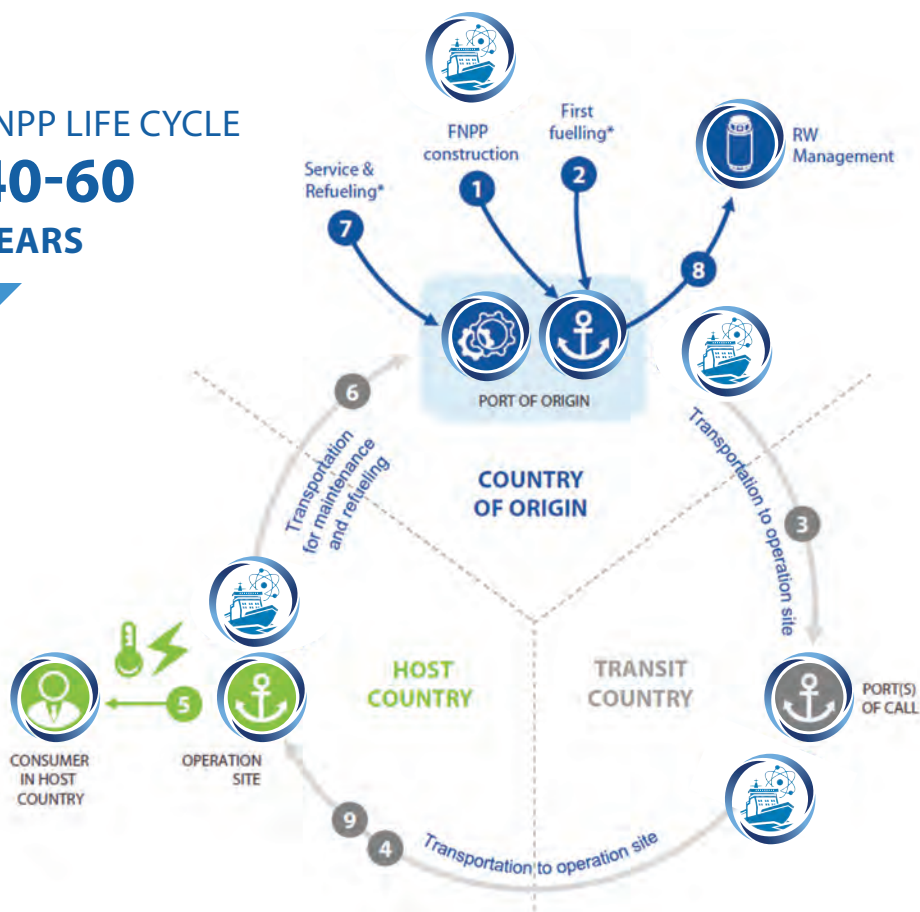 NPP LIFE CYCLE
40-60
EARS
FNPP
construction
First
fuelling*
Service &
Refueling*
1
2
7
RW
Management
8
PORT OF ORIGIN
6
Transportation
for maintenance
and refueling
COUNTRY
OF ORIGIN
Transportation to operation site
3
HOST
COUNTRY
TRANSIT
COUNTRY
5
PORT(S)
OF CALL
CONSUMER
IN HOST
COUNTRY
OPERATION
SITE
9
4
Transportation to operation site